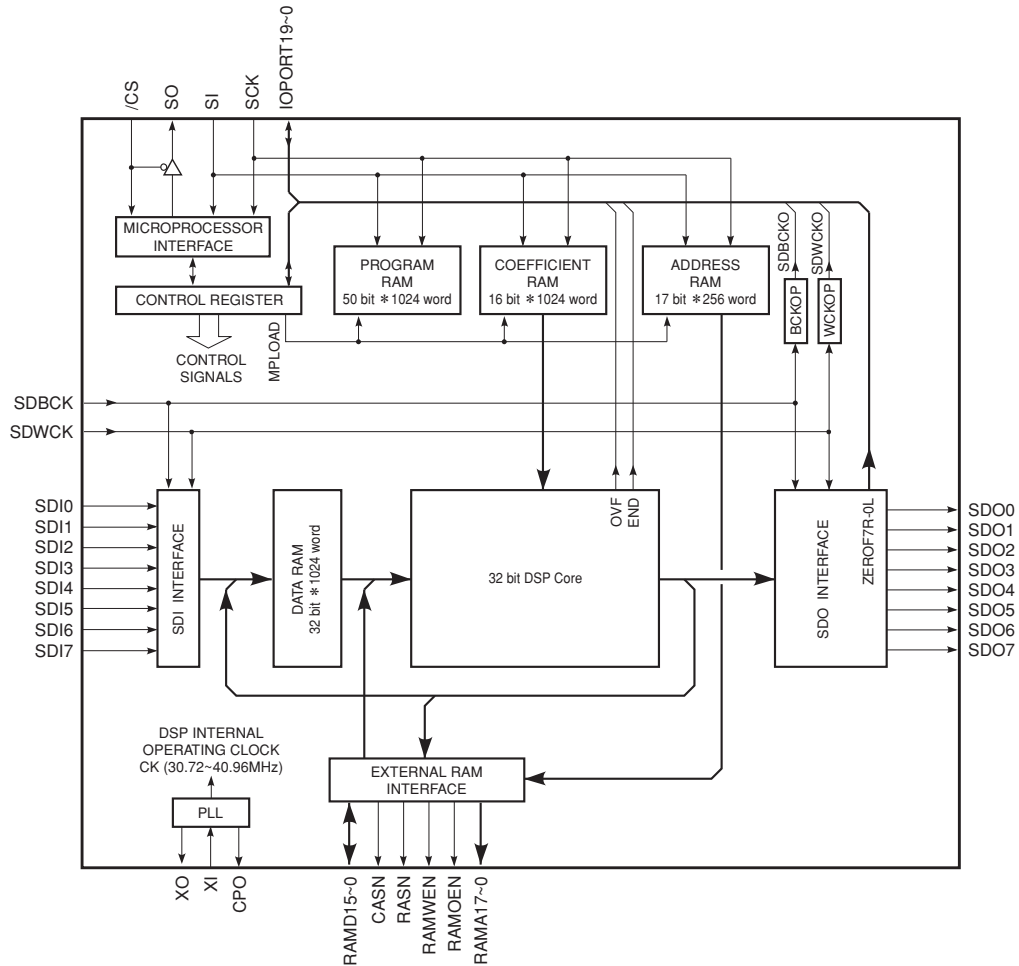 /CS
SO
SI
SCK
IOPORT19~0
MICROPROCESSOR
INTERFACE
CONTROL REGISTER
CONTROL
SIGNALS
MPLOAD
PROGRAM
RAM
50 bit *1024 word
COEFFICIENT
RAM
16 bit *1024 word
ADDRESS
RAM
17 bit *256 word
SDBCKO
SDWCKO
BCKOP
WCKOP
SDBCK
SDWCK
SDI0
SDI1
SDI2
SDI3
SDI4
SDI5
SDI6
SDI7
SDI INTERFACE
DATA RAM
32 bit *1024 word
32 bit DSP Core
OVF
END
SDO INTERFACE
ZEROF7R-0L
SDO0
SDO1
SDO2
SDO3
SDO4
SDO5
SDO6
SDO7
DSP INTERNAL
OPERATING CLOCK
CK (30.72~40.96MHz)
PLL
XO
XI
CPO
EXTERNAL RAM
INTERFACE
RAMD15~0
CASN
RASN
RAMWEN
RAMOEN
RAMA17~0